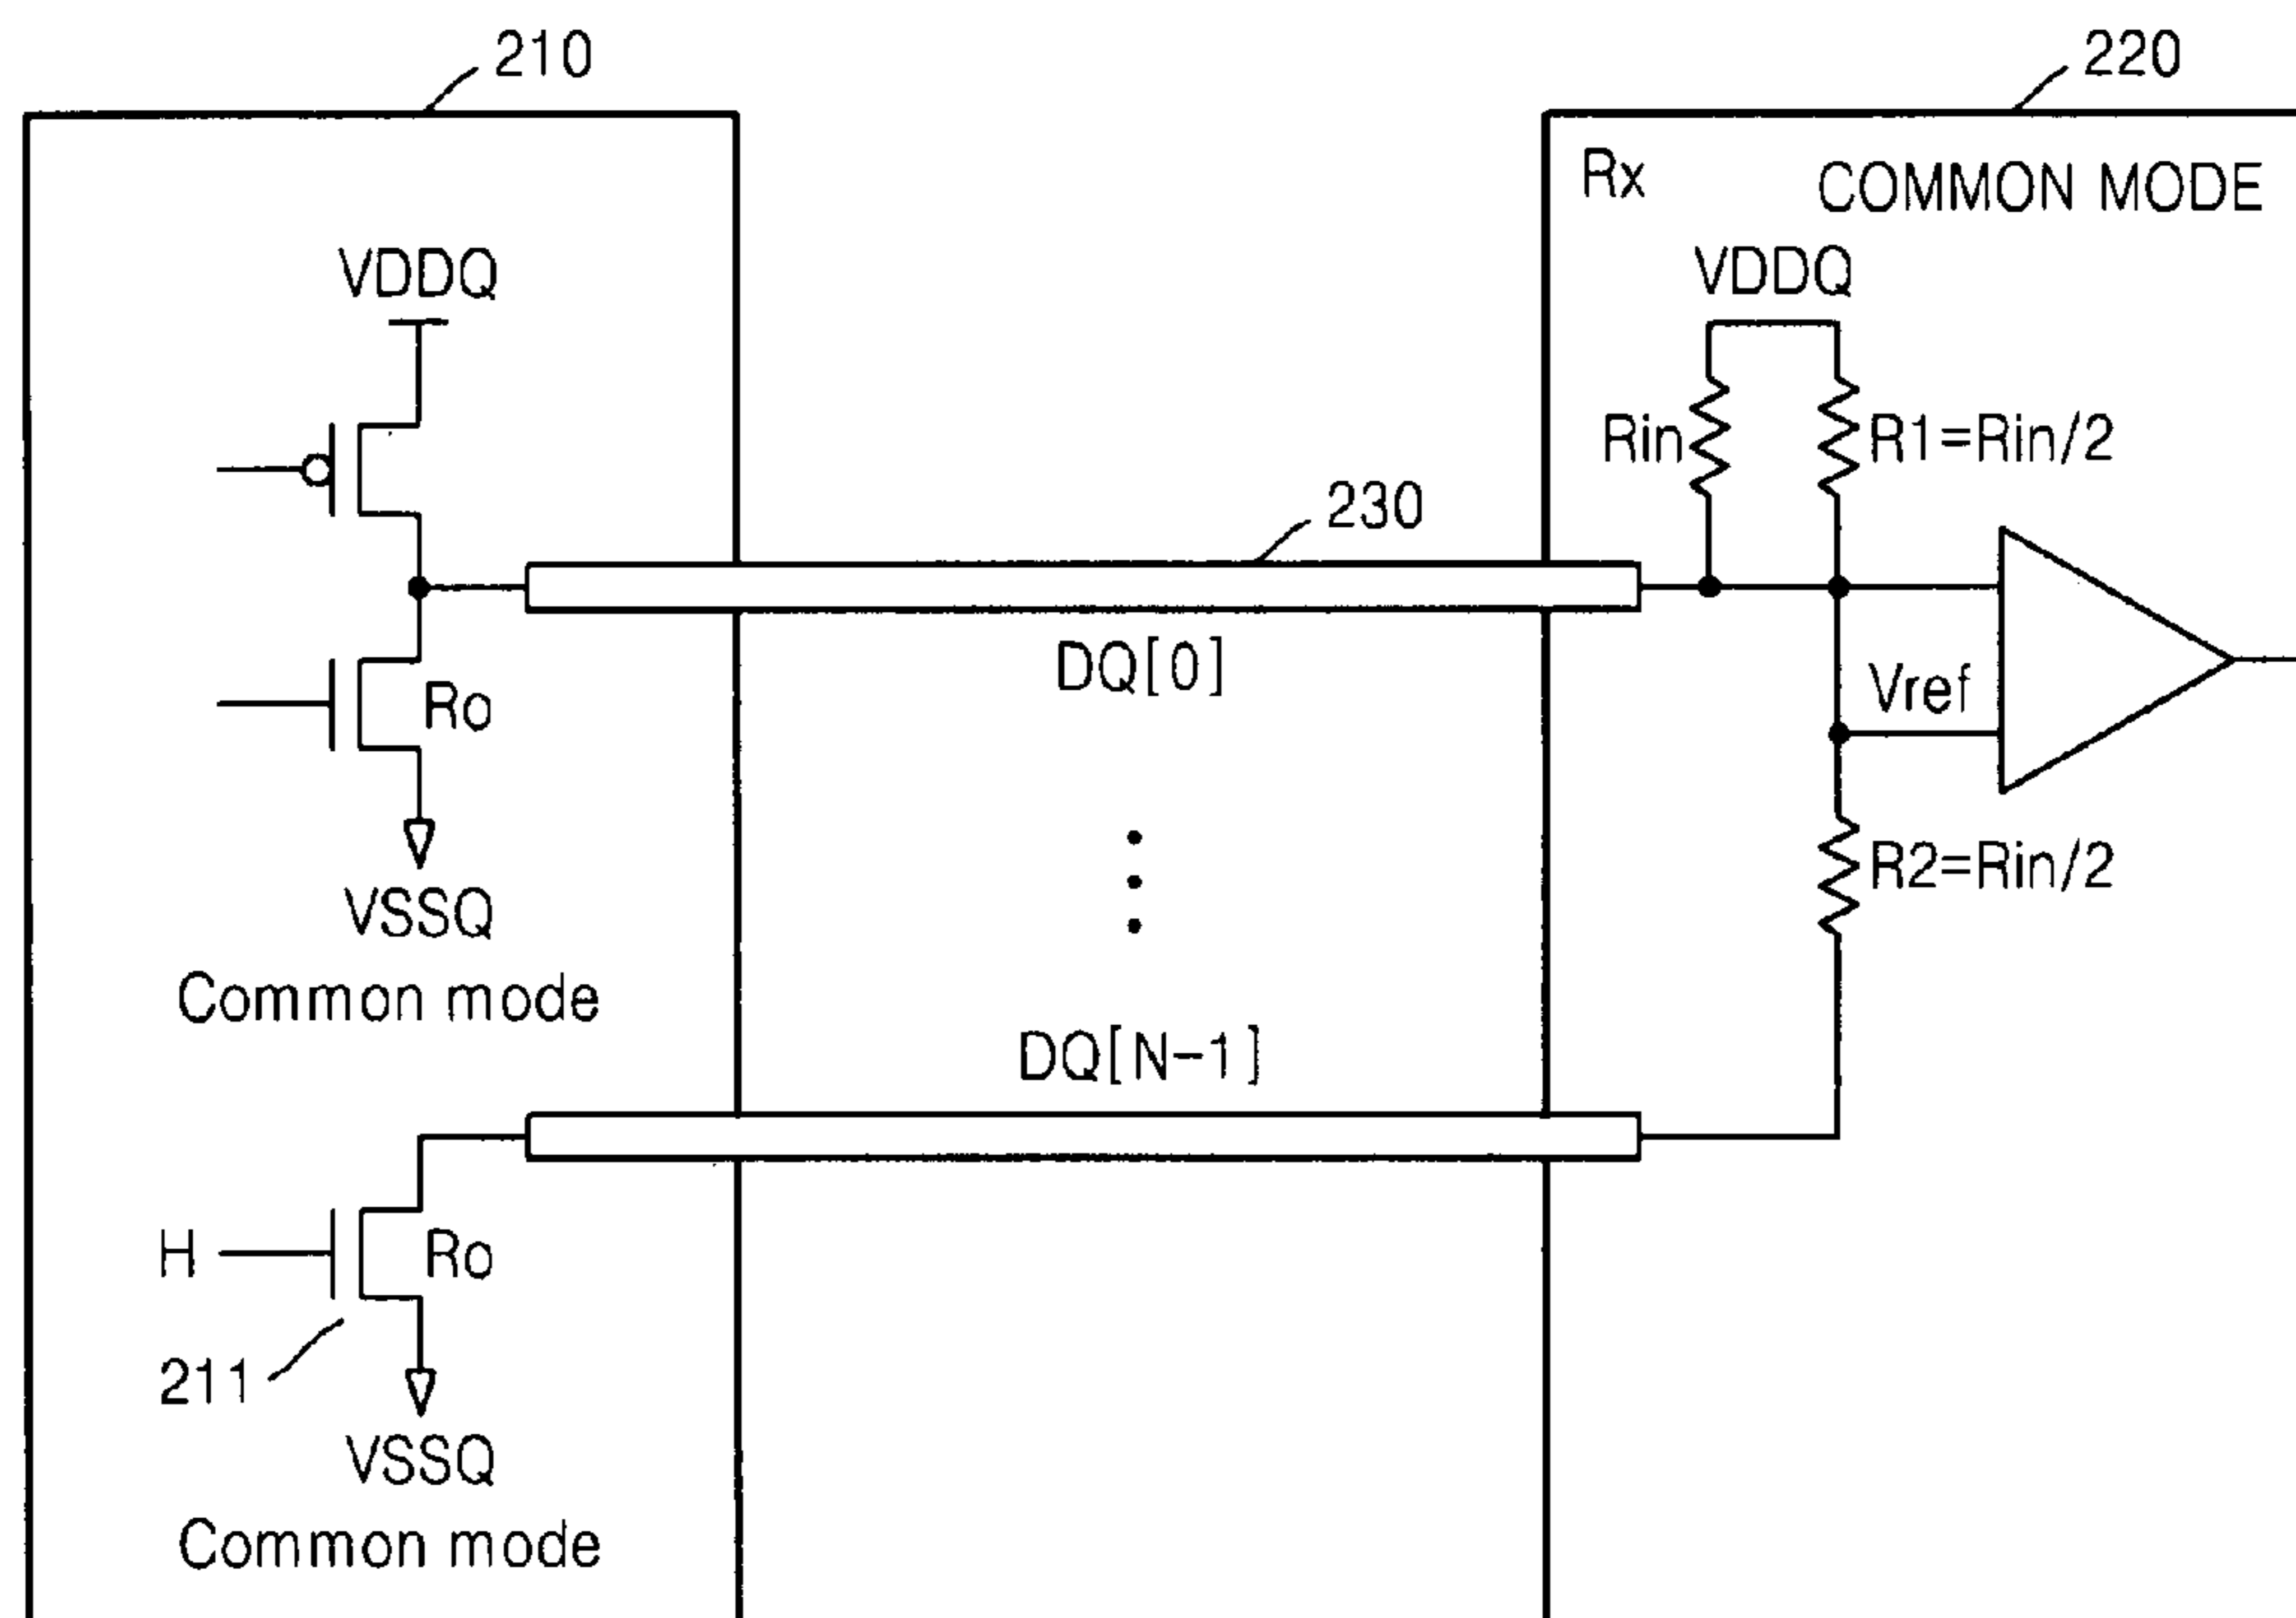 210
220
Rx
COMMON MODE
VDDQ
VDDQ
Rin
R1=Rin/2
230
DQ[0]
Ro
Vref
VSSQ
R2=Rin/2
Common mode
DQ[N-1]
H
Ro
211
VSSQ
Common mode